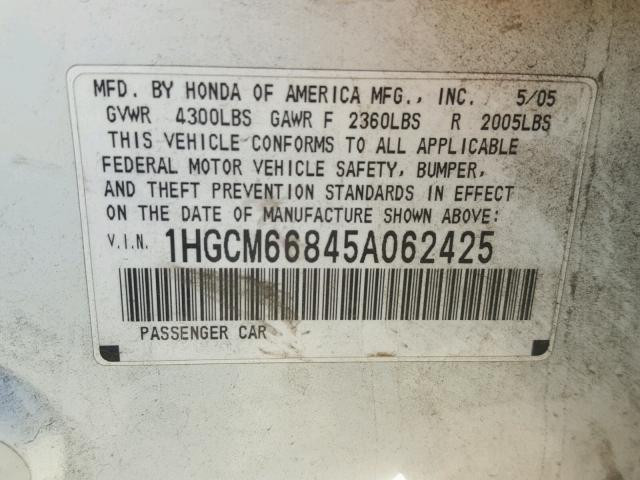 MFD. BY HONDA OF AMERICA MFG., INC. 5/05
GVWR 4300LBS GAWR F 2360LBS R 2005LBS
THIS VEHICLE CONFORMS TO ALL APPLICABLE
FEDERAL MOTOR VEHICLE SAFETY, BUMPER,
AND THEFT PREVENTION STANDARDS IN EFFECT
ON THE DATE OF MANUFACTURE SHOWN ABOVE:
V.I.N. 1HGCM66845A062425
PASSENGER CAR